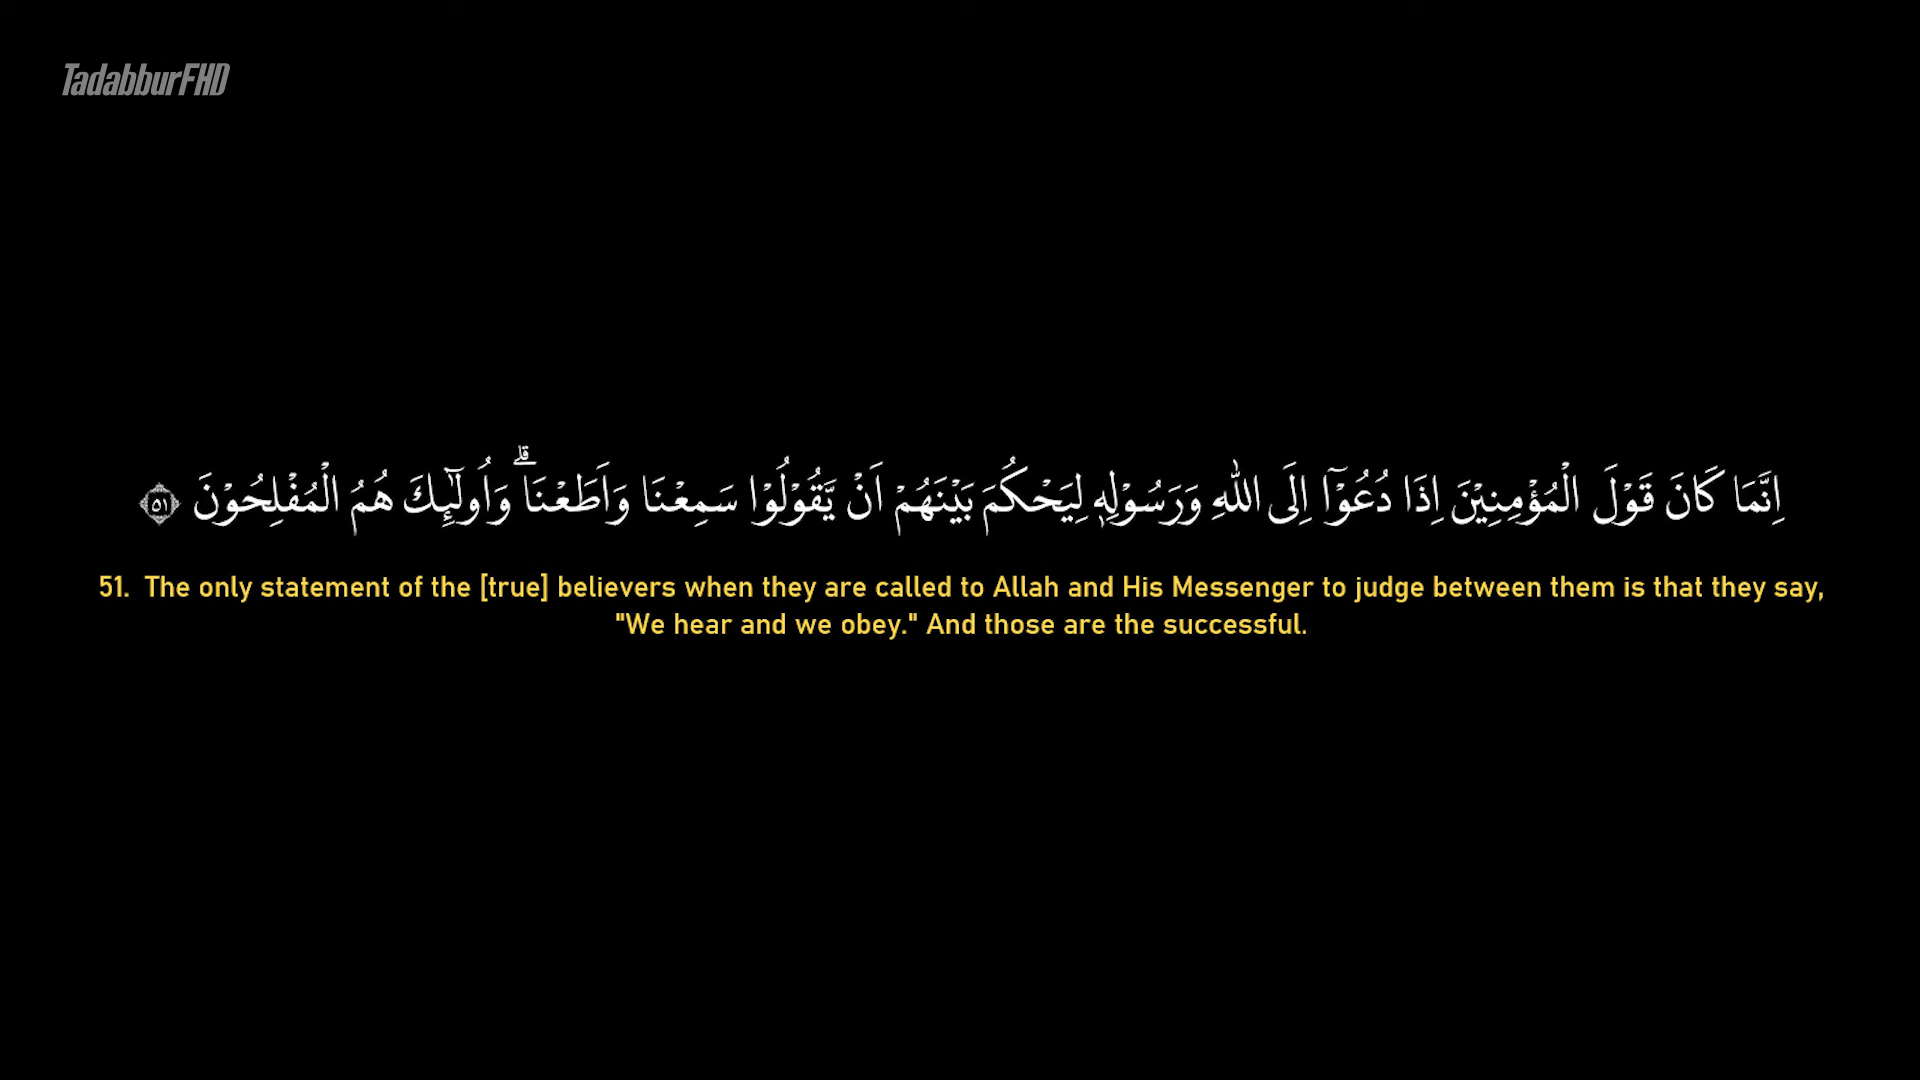 TadabburFHD
اِنَّمَا كَانَ قَوْلَ الْمُؤْمِنِيْنَ اِذَا دُعُوْٓا اِلَى اللّٰهِ وَرَسُوْلِهٖ لِيَحْكُمَ بَيْنَهُمْ اَنْ يَّقُوْلُوْا سَمِعْنَا وَاَطَعْنَاۗ وَاُولٰۤىِٕكَ هُمُ الْمُفْلِحُوْنَ ٥١
51. The only statement of the [true] believers when they are called to Allah and His Messenger to judge between them is that they say,
"We hear and we obey." And those are the successful.